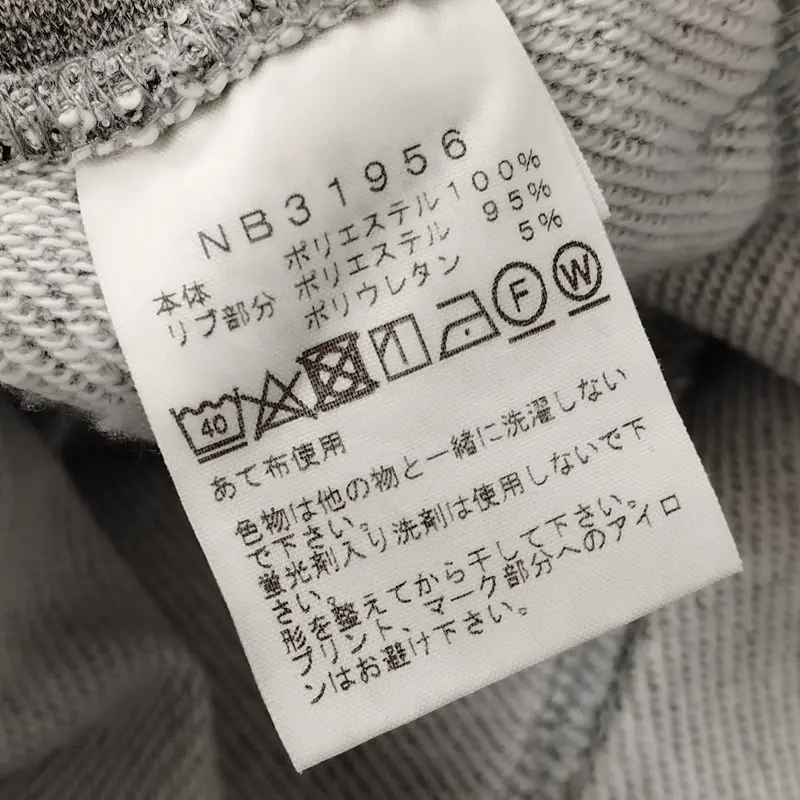 NB31956
本体 ポリエステル100%
リブ部分 ポリエステル 95%
ポリウレタン 5%
40 F W
あて布使用
色物は他の物と一緒に洗濯しない
で下さい。
蛍光剤入り洗剤は使用しないで下
さい。
形を整えてから干して下さい。
プリント、マーク部分へのアイロ
ンはお避け下さい。